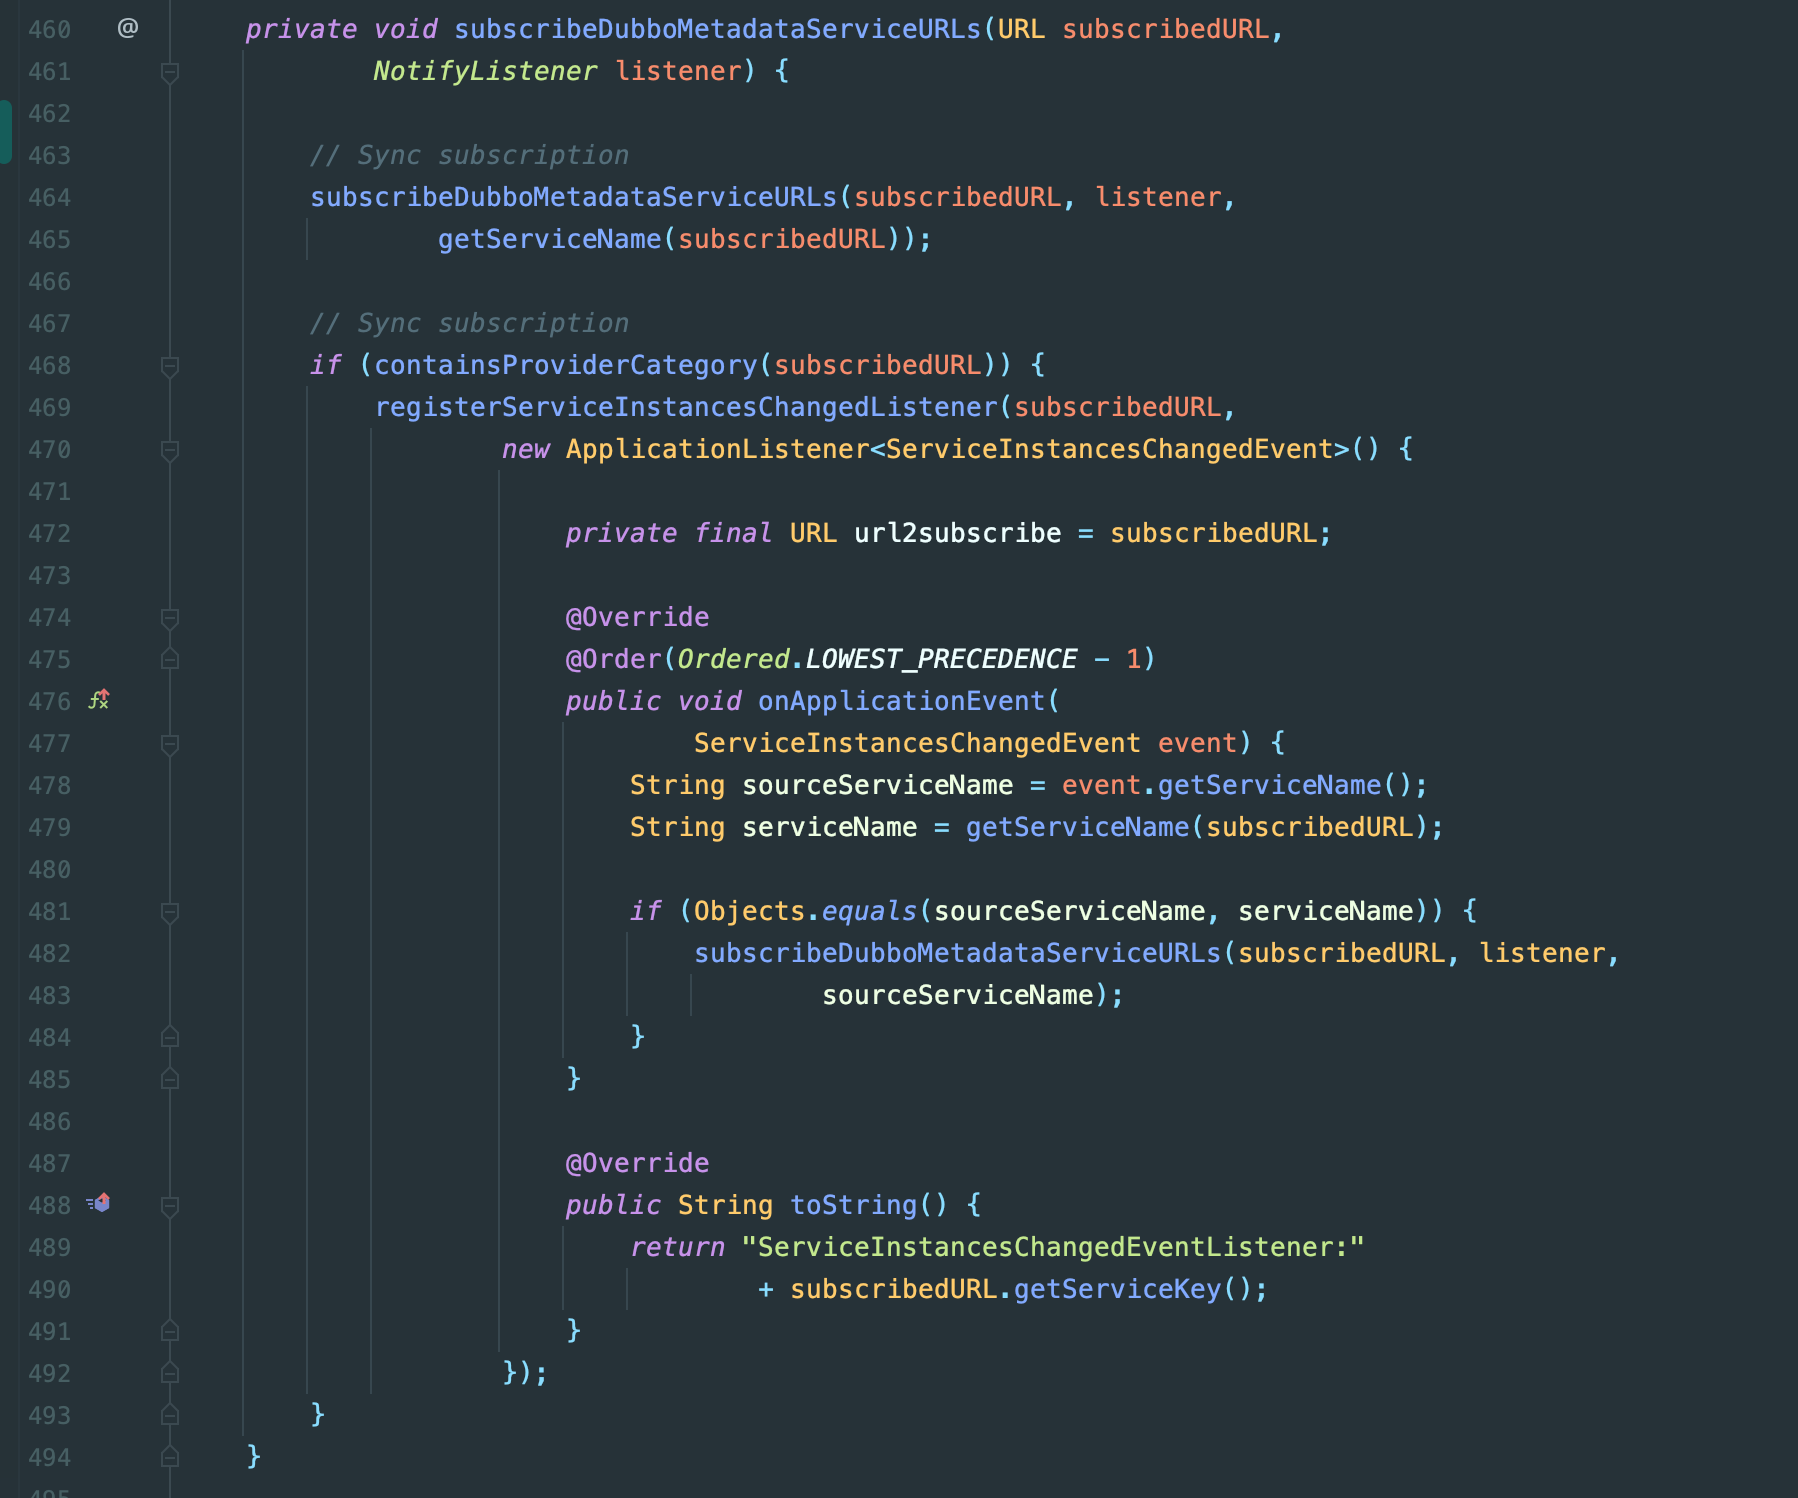 460 @ private void subscribeDubboMetadataServiceURLs(URL subscribedURL,
461 NotifyListener listener) {
462
463 // Sync subscription
464 subscribeDubboMetadataServiceURLs(subscribedURL, listener,
465 getServiceName(subscribedURL));
466
467 // Sync subscription
468 if (containsProviderCategory(subscribedURL)) {
469 registerServiceInstancesChangedListener(subscribedURL,
470 new ApplicationListener<ServiceInstancesChangedEvent>() {
471
472 private final URL url2subscribe = subscribedURL;
473
474 @Override
475 @Order(Ordered.LOWEST_PRECEDENCE - 1)
476 public void onApplicationEvent(
477 ServiceInstancesChangedEvent event) {
478 String sourceServiceName = event.getServiceName();
479 String serviceName = getServiceName(subscribedURL);
480
481 if (Objects.equals(sourceServiceName, serviceName)) {
482 subscribeDubboMetadataServiceURLs(subscribedURL, listener,
483 sourceServiceName);
484 }
485 }
486
487 @Override
488 public String toString() {
489 return "ServiceInstancesChangedEventListener:"
490 + subscribedURL.getServiceKey();
491 }
492 });
493 }
494 }
495